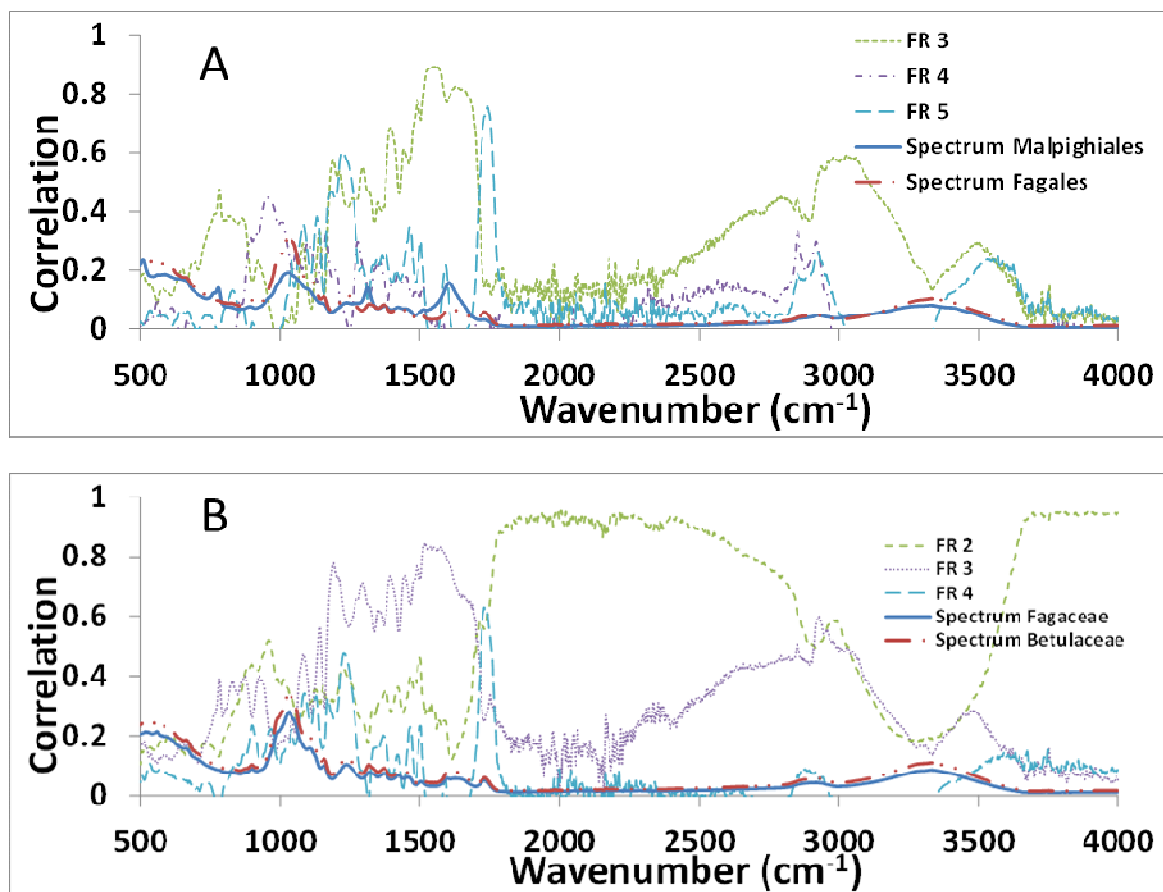 A
Correlation
1
0.8
0.6
0.4
0.2
0
FR 3
FR 4
FR 5
Spectrum Malpighiales
Spectrum Fagales
500 1000 1500 2000 2500 3000 3500 4000
Wavenumber (cm-1)
B
Correlation
1
0.8
0.6
0.4
0.2
0
FR 2
FR 3
FR 4
Spectrum Fagaceae
Spectrum Betulaceae
500 1000 1500 2000 2500 3000 3500 4000
Wavenumber (cm-1)